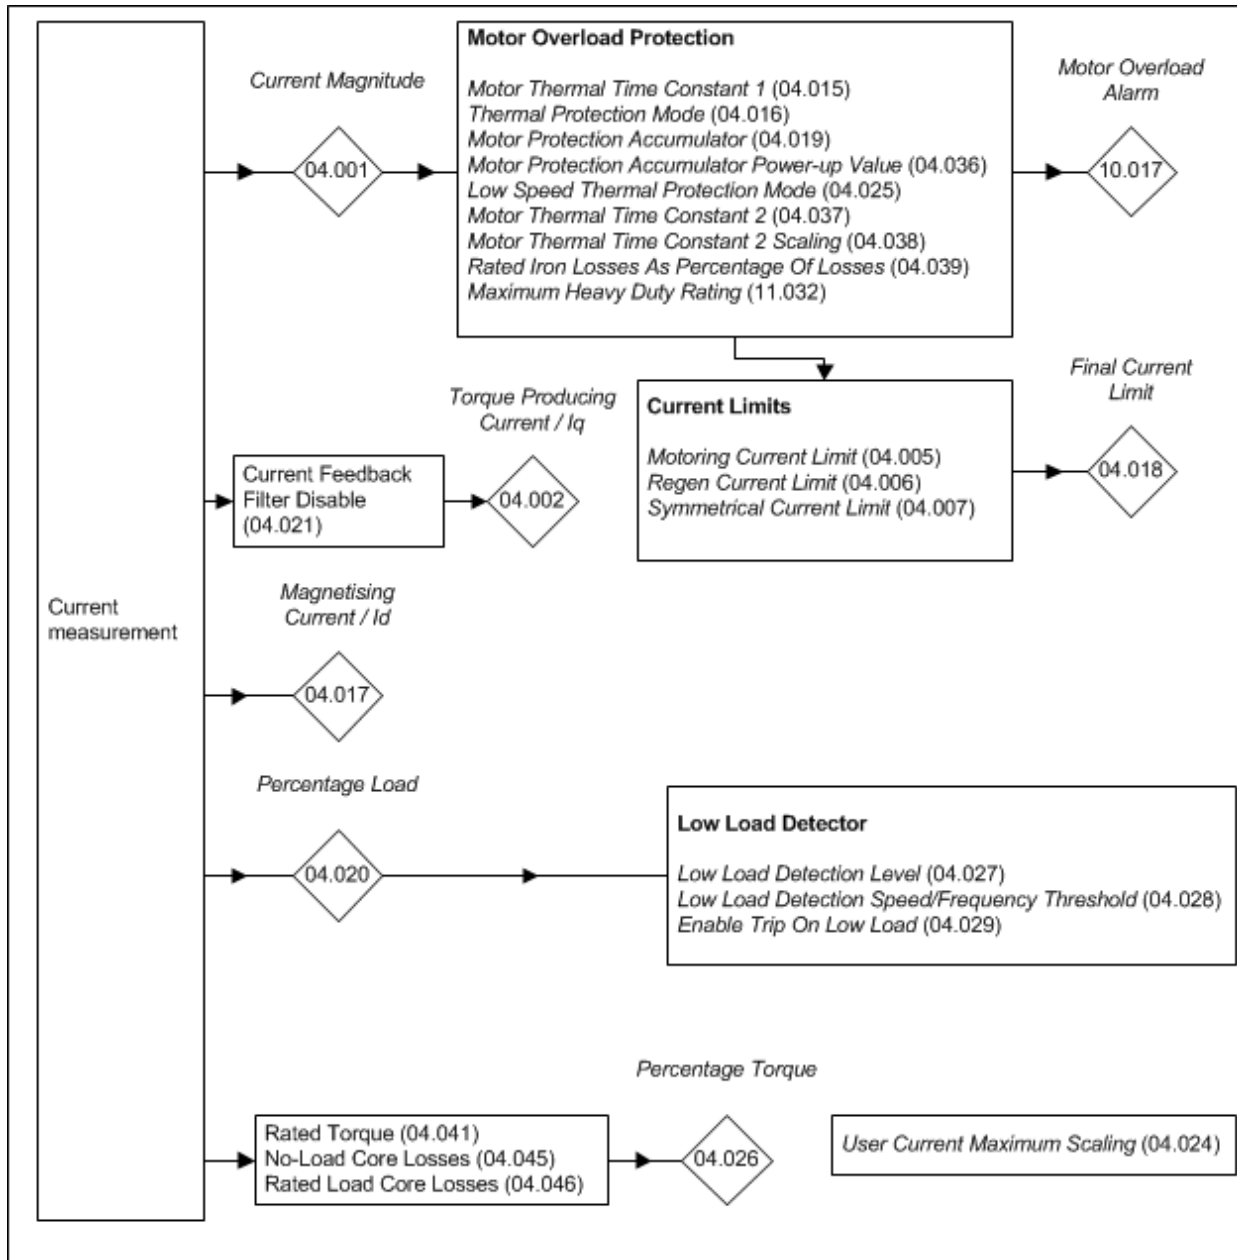 Current
measurement
Current Magnitude
04.001
Motor Overload Protection
Motor Thermal Time Constant 1 (04.015)
Thermal Protection Mode (04.016)
Motor Protection Accumulator (04.019)
Motor Protection Accumulator Power-up Value (04.036)
Low Speed Thermal Protection Mode (04.025)
Motor Thermal Time Constant 2 (04.037)
Motor Thermal Time Constant 2 Scaling (04.038)
Rated Iron Losses As Percentage Of Losses (04.039)
Maximum Heavy Duty Rating (11.032)
Motor Overload
Alarm
10.017
Current Feedback
Filter Disable
(04.021)
Torque Producing
Current / Iq
04.002
Current Limits
Motoring Current Limit (04.005)
Regen Current Limit (04.006)
Symmetrical Current Limit (04.007)
Final Current
Limit
04.018
Magnetising
Current / Id
04.017
Percentage Load
04.020
Low Load Detector
Low Load Detection Level (04.027)
Low Load Detection Speed/Frequency Threshold (04.028)
Enable Trip On Low Load (04.029)
Rated Torque (04.041)
No-Load Core Losses (04.045)
Rated Load Core Losses (04.046)
Percentage Torque
04.026
User Current Maximum Scaling (04.024)